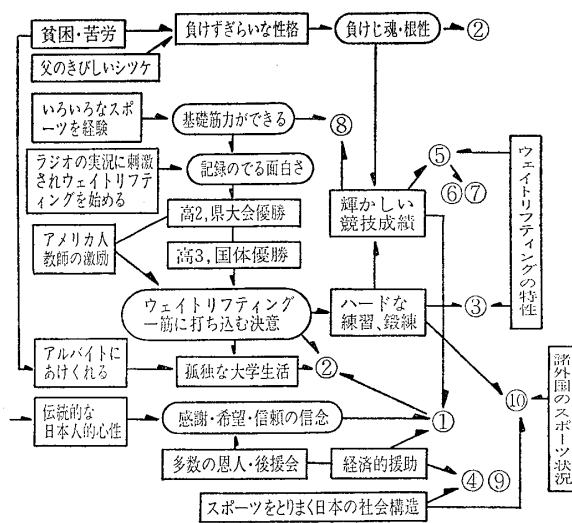 貧困・苦労
負けずぎらいな性格
負けじ魂・根性
②
父のきびしいシツケ
いろいろなスポ
ーツを経験
基礎筋力ができる
⑧
ラジオの実況に刺激
されウェイトリフティ
ングを始める
記録のでる面白さ
⑤
⑥⑦
ウェイトリフティングの特性
高2,県大会優勝
輝かしい
競技成績
アメリカ人
教師の激励
高3,国体優勝
ウェイトリフティング
一筋に打ち込む決意
ハードな
練習、鍛練
③
アルバイトに
あけくれる
孤独な大学生活
②
⑩
諸外国のスポーツ状況
伝統的な
日本人的心性
感謝・希望・信頼の信念
①
多数の恩人・後援会
経済的援助
④⑨
スポーツをとりまく日本の社会構造